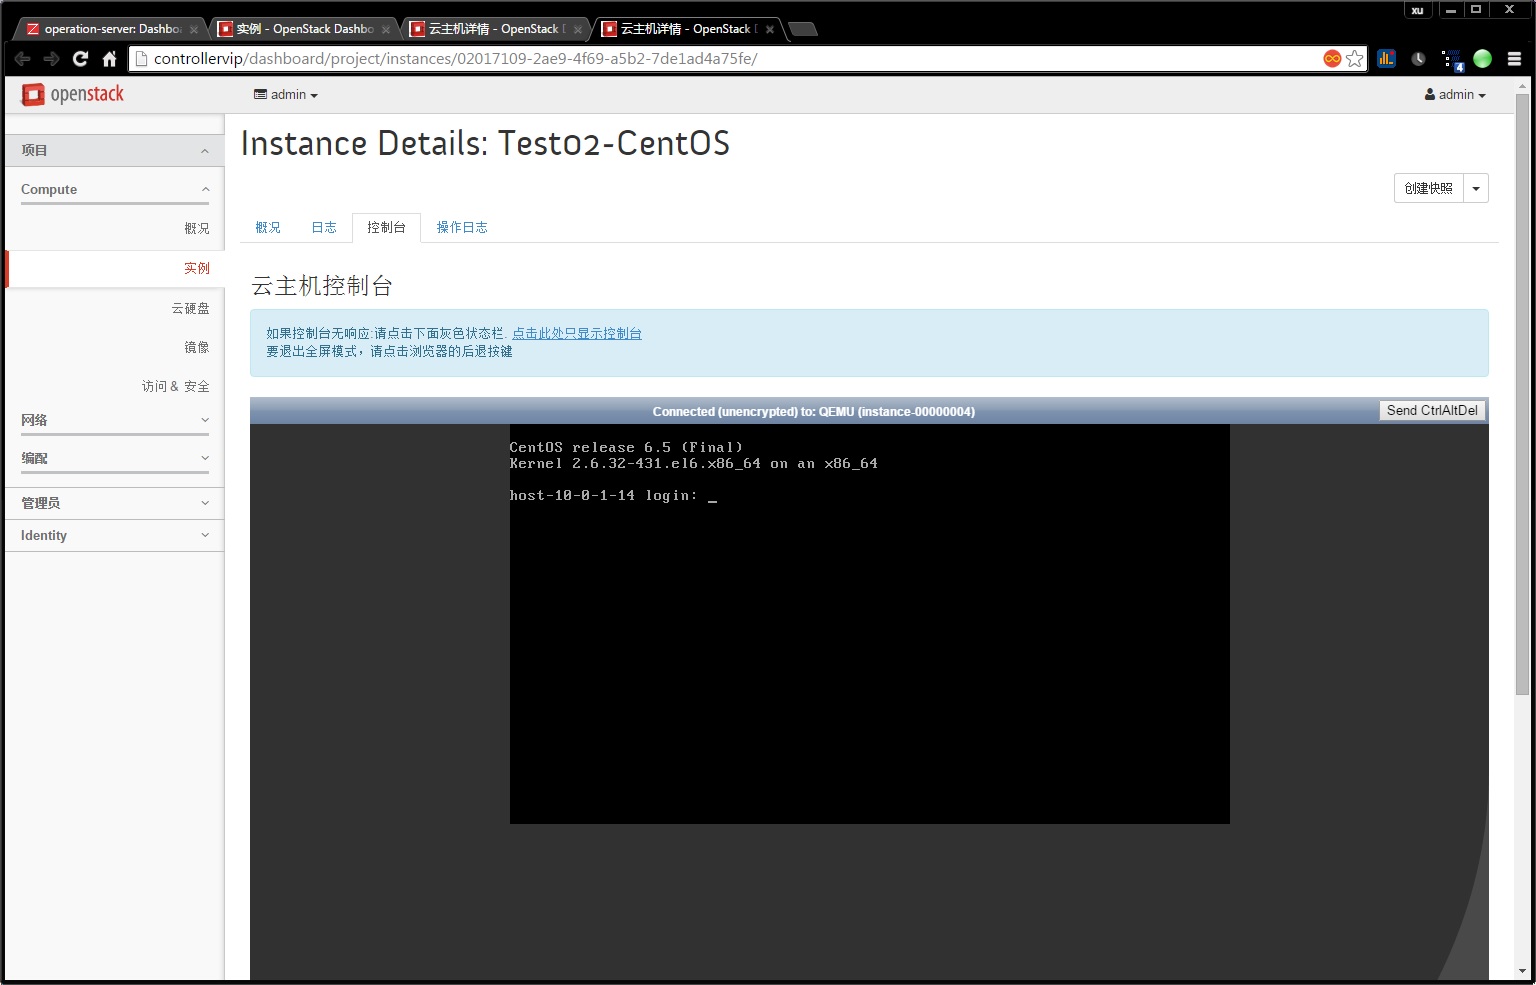 xu
operation-server: Dashbo
实例 - OpenStack Dashbo
云主机详情 - OpenStack
云主机详情 - OpenStack
controllervip/dashboard/project/instances/02017109-2ae9-4f69-a5b2-7de1ad4a75fe/
4
openstack
admin
admin
项目
Compute
概况
实例
云硬盘
镜像
访问 & 安全
网络
编配
管理员
Identity
Instance Details: Test02-CentOS
创建快照
概况
日志
控制台
操作日志
云主机控制台
如果控制台无响应:请点击下面灰色状态栏. 点击此处只显示控制台
要退出全屏模式，请点击浏览器的后退按键
Connected (unencrypted) to: QEMU (instance-00000004)
Send CtrlAltDel
CentOS release 6.5 (Final)
Kernel 2.6.32-431.el6.x86_64 on an x86_64
host-10-0-1-14 login: _